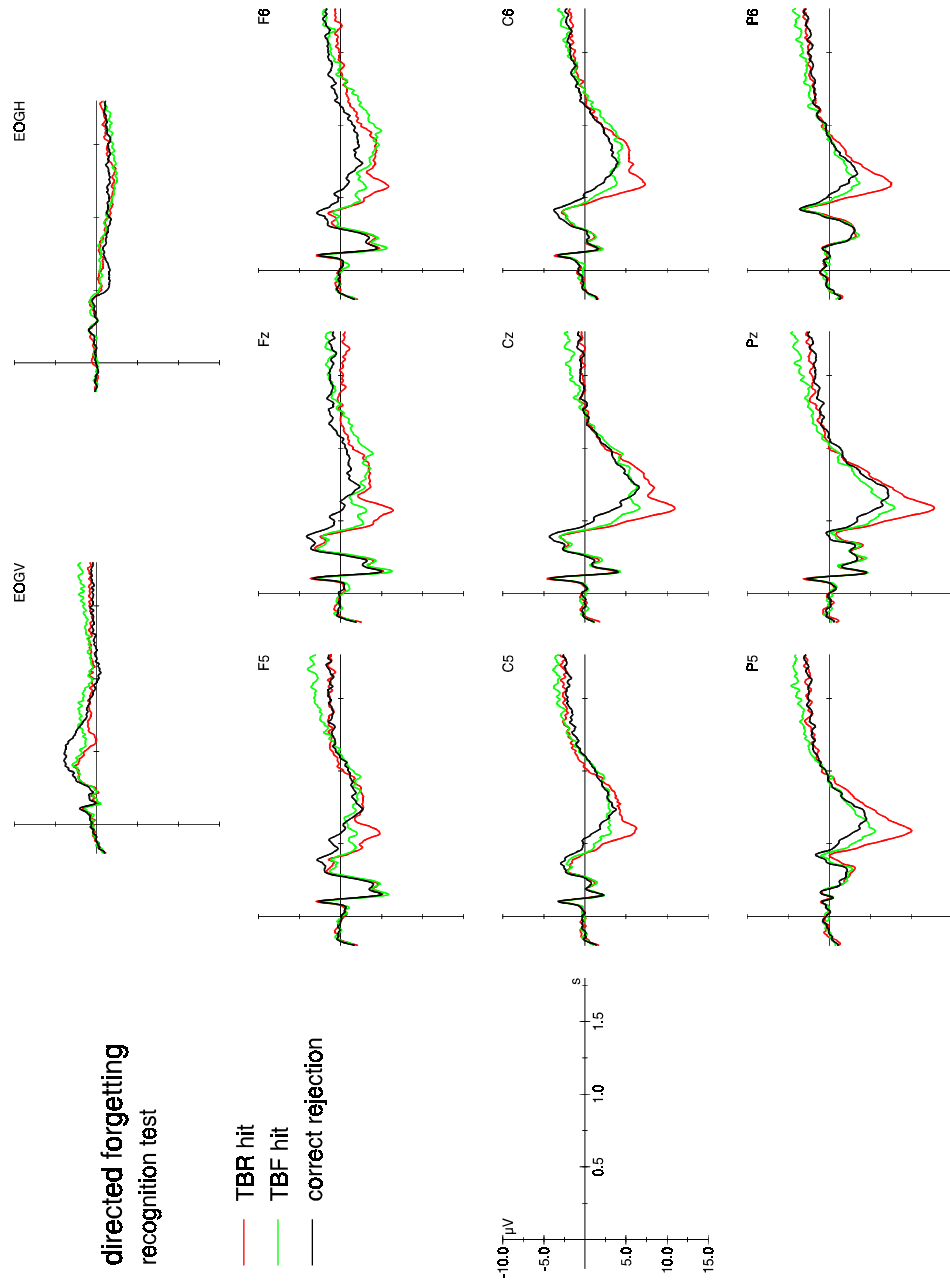 directed forgetting
recognition test
EOGV
EOGH
TBR hit
TBF hit
correct rejection
F5
Fz
F6
µV
-10.0
-5.0
5.0
10.0
15.0
0.5
1.0
1.5
s
C5
Cz
C6
P5
Pz
P6